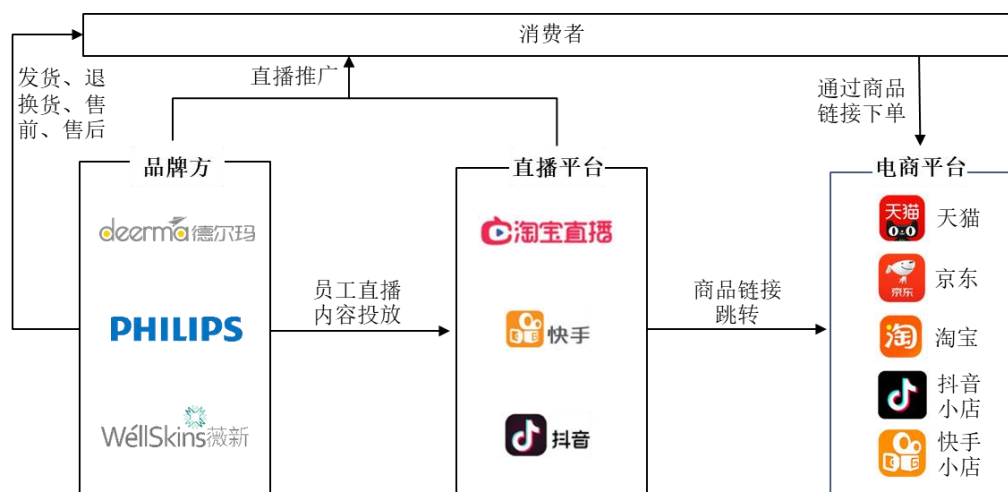 消费者
发货、退
换货、售
前、售后
直播推广
通过商品
链接下单
品牌方
直播平台
电商平台
deerma德尔玛
淘宝直播
天猫
天猫
员工直播
内容投放
商品链接
跳转
京东
京东
PHILIPS
快手
淘
淘宝
抖音
小店
WéllSkins薇新
抖音
快手
小店